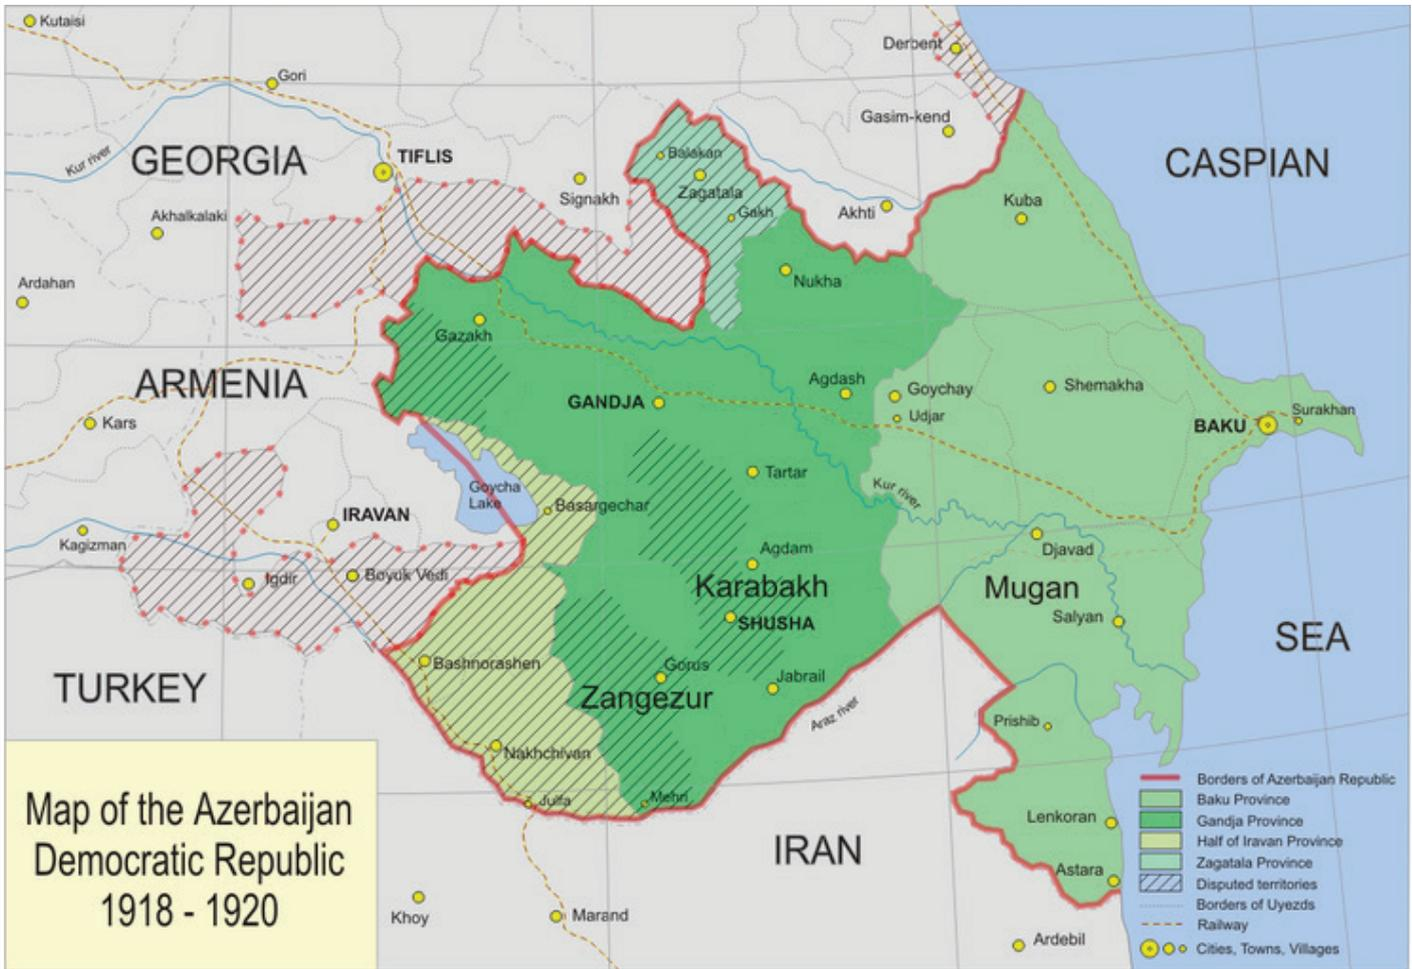 Kutaisi
Gori
Derbent
Gasim-kend
Kur river
GEORGIA
TIFLIS
Balakan
CASPIAN
Signakh
Zagatala
Akhalkalaki
Gakh
Akhti
Kuba
Ardahan
Nukha
Gazakh
ARMENIA
Agdash
Goychay
Shemakha
GANDJA
Udjar
Kars
BAKU
Surakhan
Tartar
Goycha
Lake
Kur river
Basargechar
IRAVAN
Kagizman
Agdam
Djavad
Igdir
Boyuk Vedi
Karabakh
Mugan
SHUSHA
Salyan
SEA
Bashnorashen
Gorus
Jabrail
TURKEY
Zangezur
Araz river
Prishib
Nakhchivan
Julfa
Mehri
Map of the Azerbaijan
Democratic Republic
1918 - 1920
Lenkoran
IRAN
Astara
Khoy
Marand
Ardebil
Borders of Azerbaijan Republic
Baku Province
Gandja Province
Half of Iravan Province
Zagatala Province
Disputed territories
Borders of Uyezds
Railway
Cities, Towns, Villages